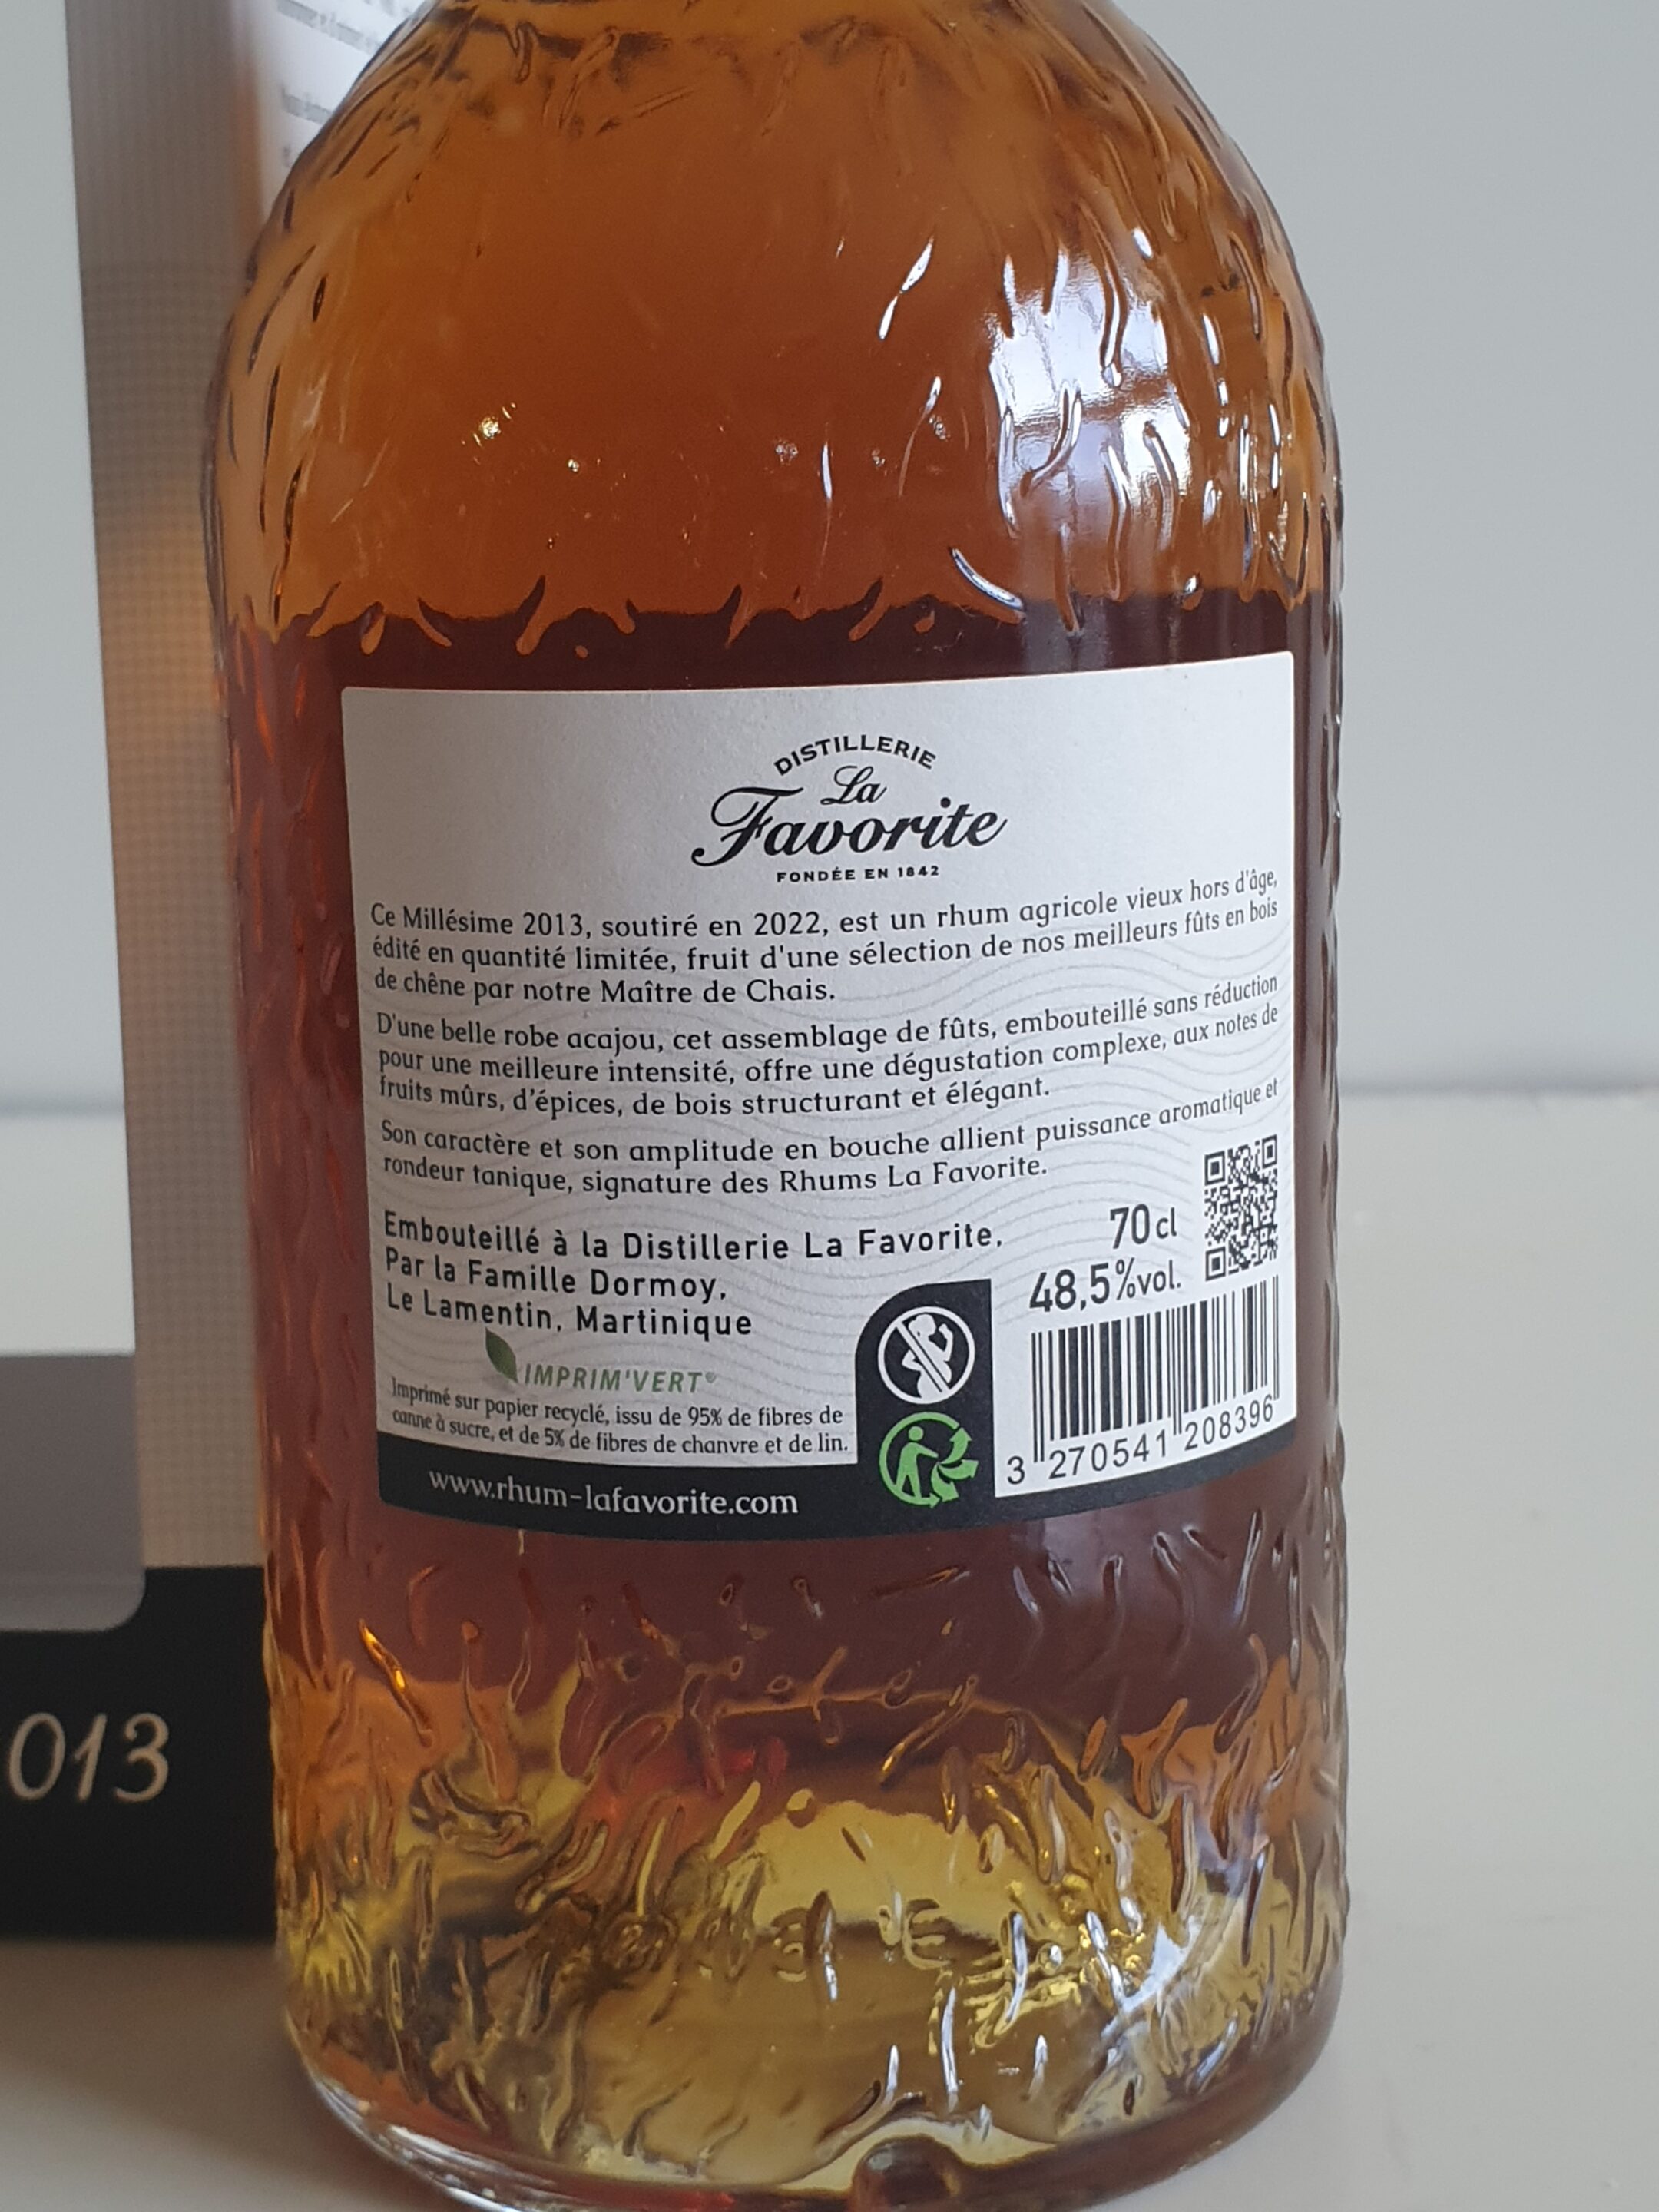 DISTILLERIE
La
Favorite
FONDÉE EN 1842
Ce Millésime 2013, soutiré en 2022, est un rhum agricole vieux hors d'âge,
édité en quantité limitée, fruit d'une sélection de nos meilleurs fûts en bois
de chêne par notre Maître de Chais.
D'une belle robe acajou, cet assemblage de fûts, embouteillé sans réduction
pour une meilleure intensité, offre une dégustation complexe, aux notes de
fruits mûrs, d'épices, de bois structurant et élégant.
Son caractère et son amplitude en bouche allient puissance aromatique et
rondeur tanique, signature des Rhums La Favorite.
Embouteillé à la Distillerie La Favorite,
Par la Famille Dormoy,
Le Lamentin, Martinique
70 cl
48,5%vol.
IMPRIM'VERT®
Imprimé sur papier recyclé, issu de 95% de fibres de
canne à sucre, et de 5% de fibres de chanvre et de lin.
www.rhum-lafavorite.com
3 270541 208396
013